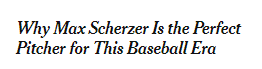 Why Max Scherzer Is the Perfect
Pitcher for This Baseball Era